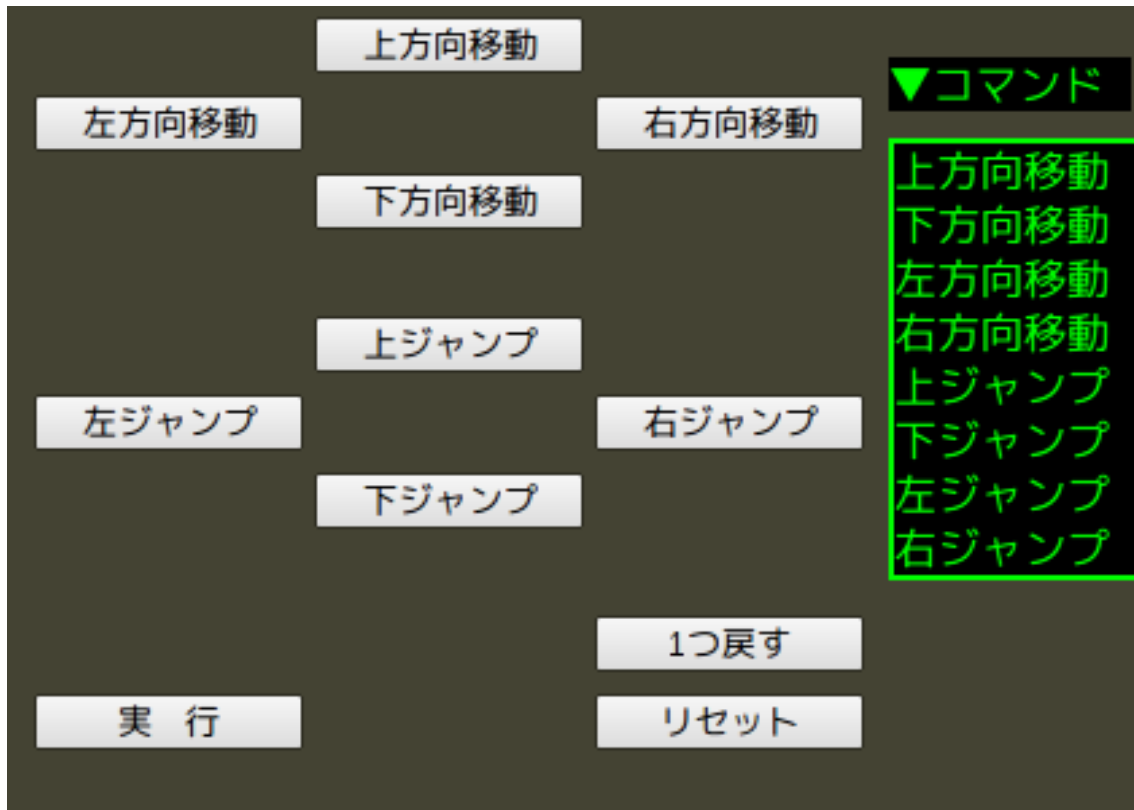 上方向移動
左方向移動
右方向移動
下方向移動
上ジャンプ
左ジャンプ
右ジャンプ
下ジャンプ
1つ戻す
実 行
リセット
▼コマンド
上方向移動
下方向移動
左方向移動
右方向移動
上ジャンプ
下ジャンプ
左ジャンプ
右ジャンプ